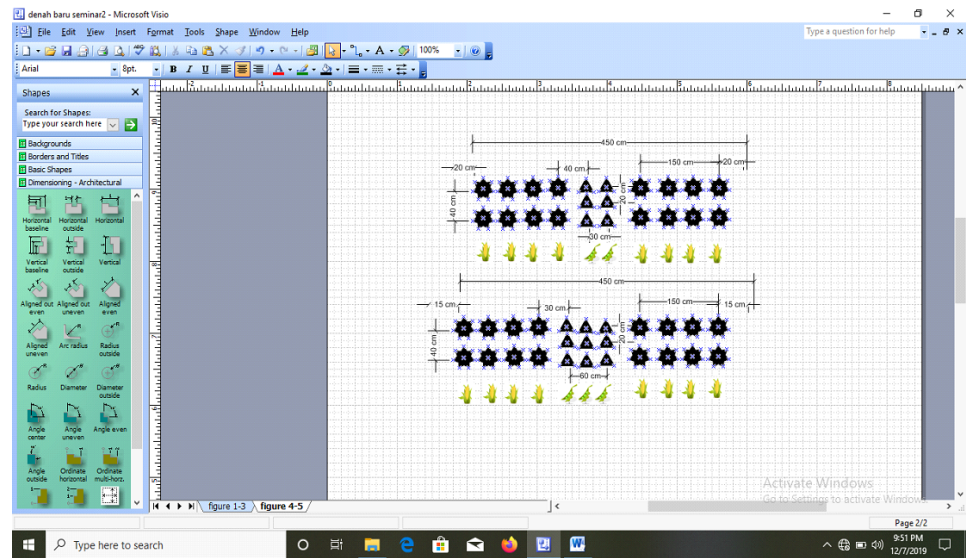 denah baru seminar2 - Microsoft Visio
File Edit View Insert Format Tools Shape Window Help
Type a question for help
100%
Arial 8pt.
B I U
Shapes
Search for Shapes:
Type your search here
Backgrounds
Borders and Titles
Basic Shapes
Dimensioning - Architectural
Horizontal baseline
Horizontal outside
Horizontal
Vertical baseline
Vertical outside
Vertical
Aligned out even
Aligned out uneven
Aligned even
Aligned uneven
Arc radius
Radius outside
Radius
Diameter
Diameter outside
Angle center
Angle uneven
Angle even
Angle outside
Ordinate horizontal
Ordinate multi-horz.
450 cm
150 cm
20 cm
20 cm
40 cm
40 cm
20 cm
30 cm
450 cm
150 cm
15 cm
15 cm
30 cm
40 cm
20 cm
60 cm
Activate Windows
Go to Settings to activate Windows.
figure 1-3 figure 4-5
Page 2/2
Type here to search
9:51 PM
12/7/2019